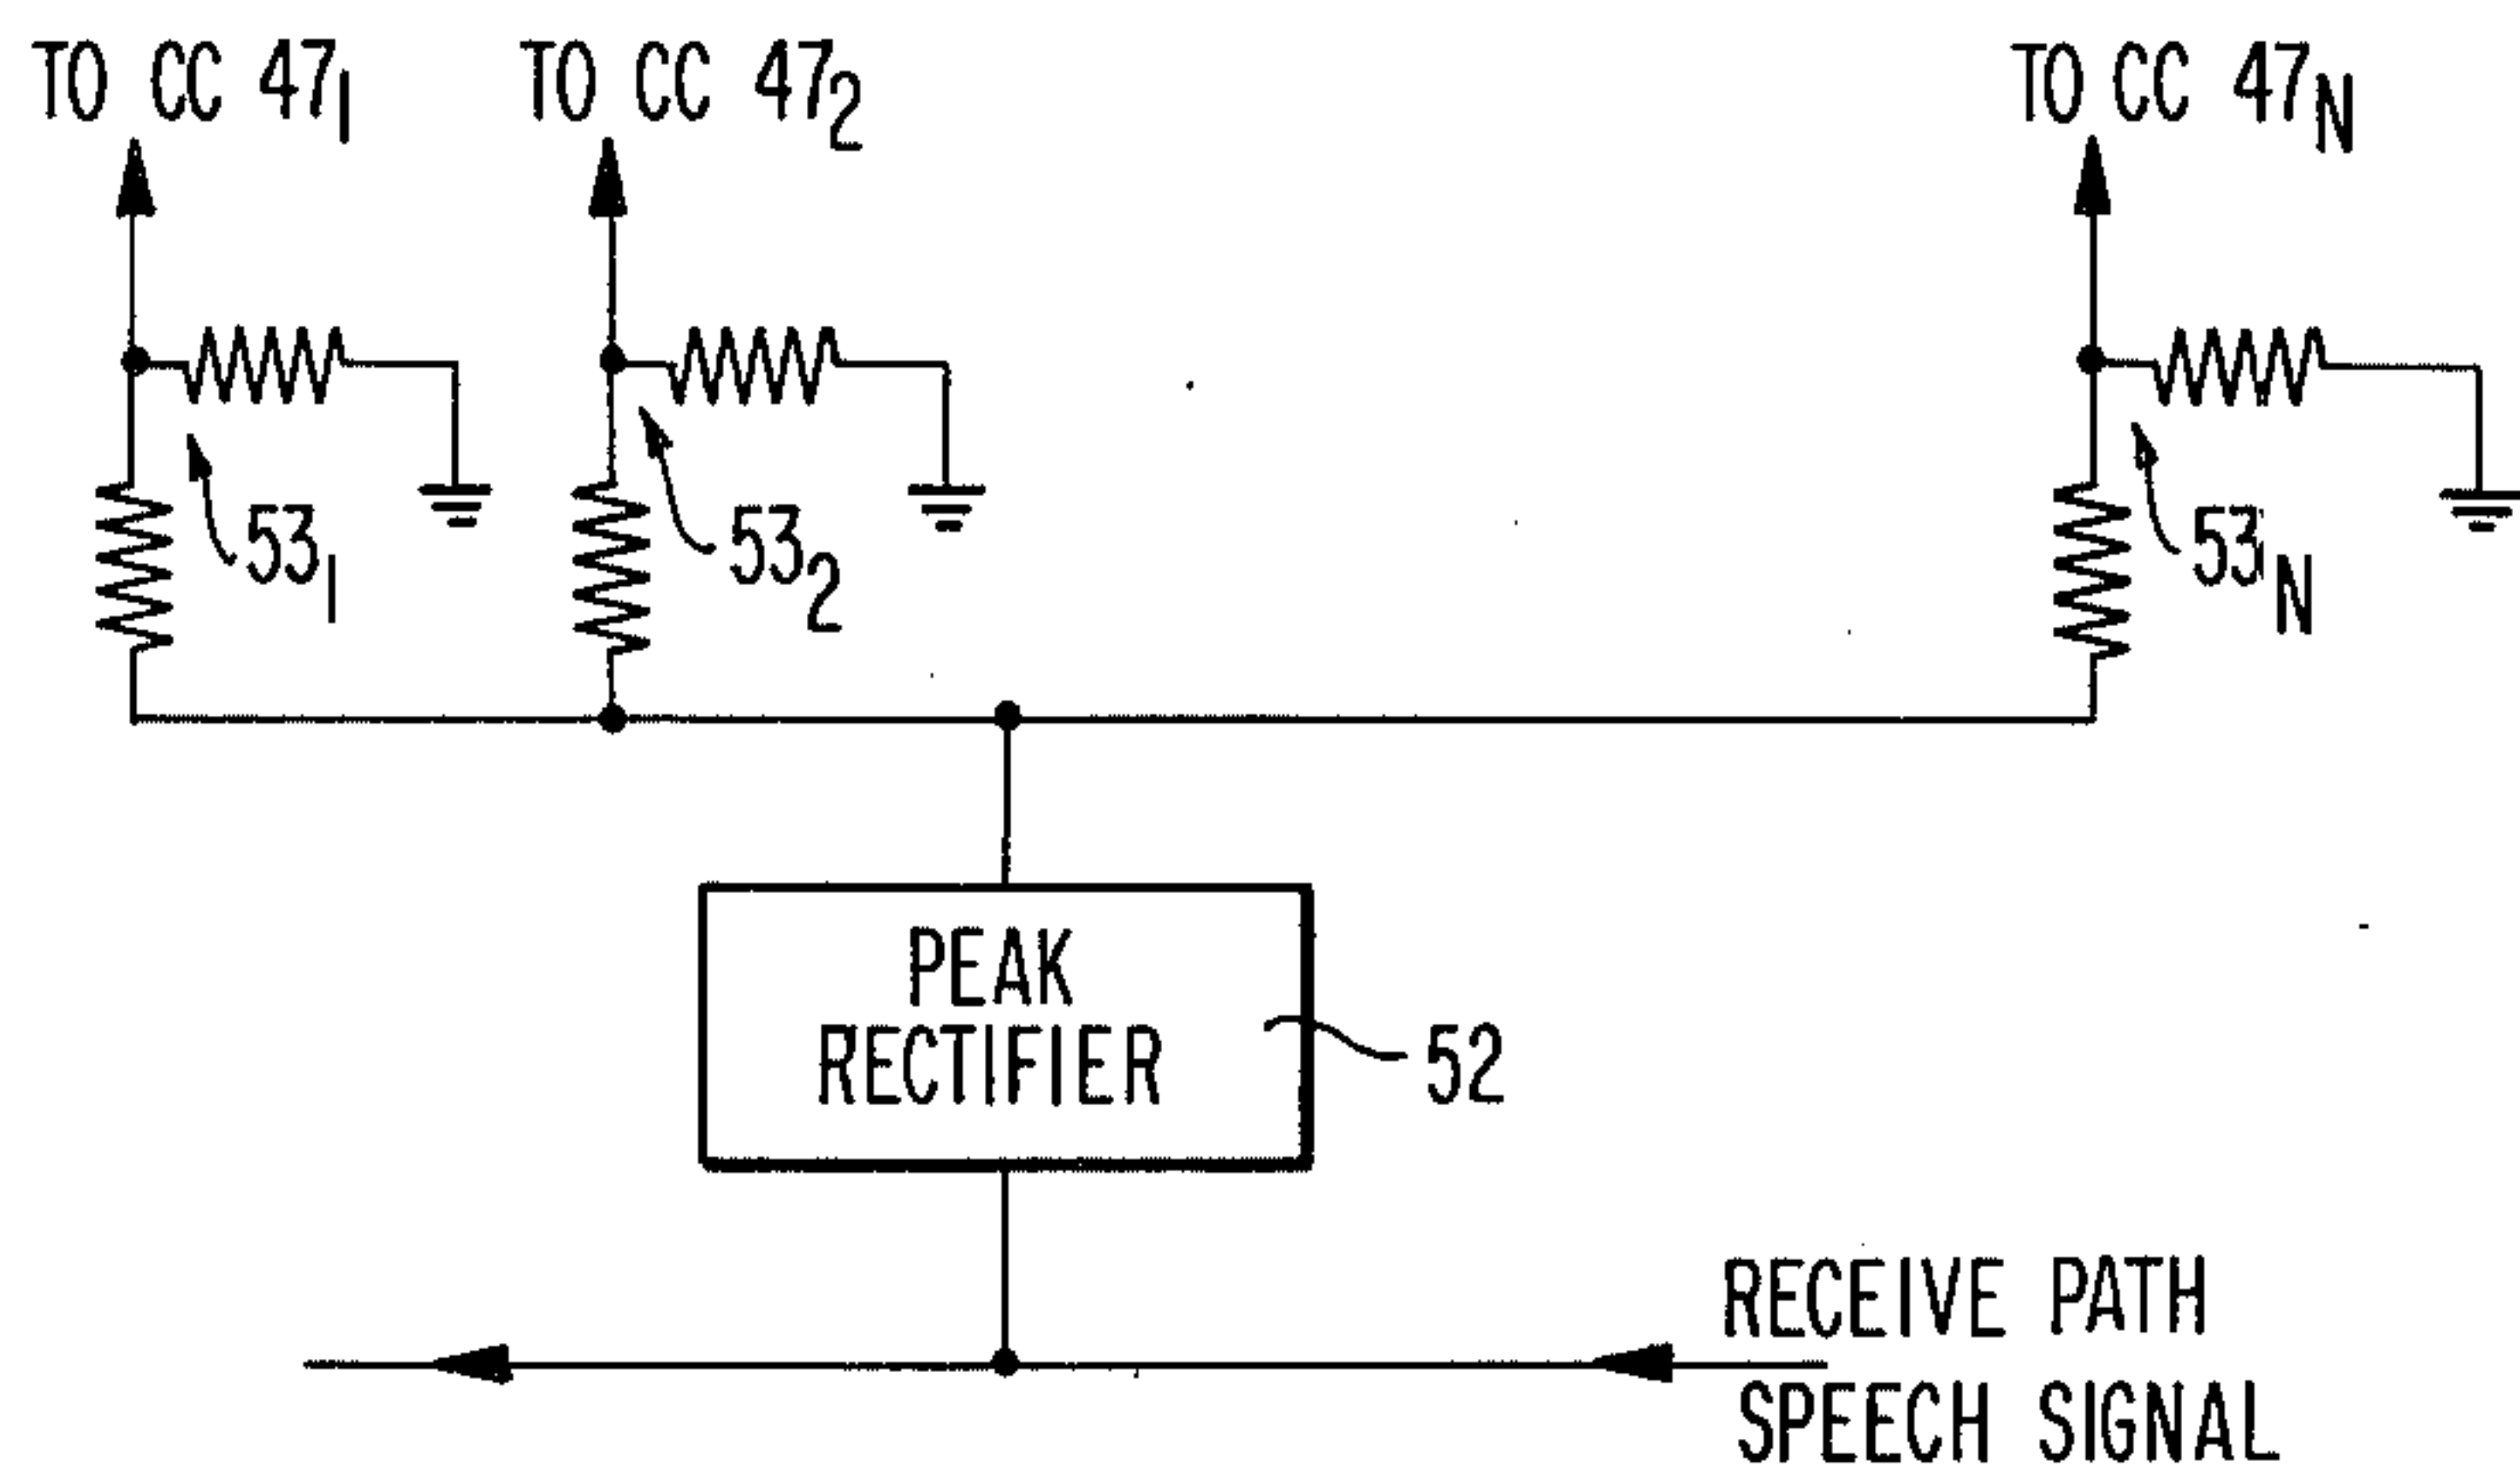 TO CC 47₁ TO CC 47₂ TO CC 47N
53₁ 53₂ 53N
PEAK
RECTIFIER
52
RECEIVE PATH
SPEECH SIGNAL